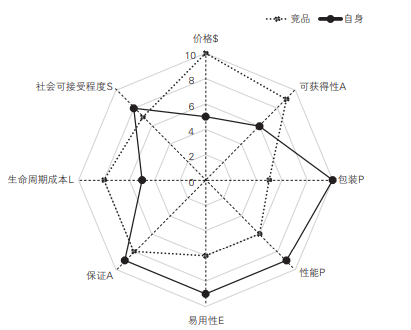 竞品 自身
价格$
10
8
6
4
2
0
社会可接受程度S
可获得性A
生命周期成本L
包装P
保证A
性能P
易用性E